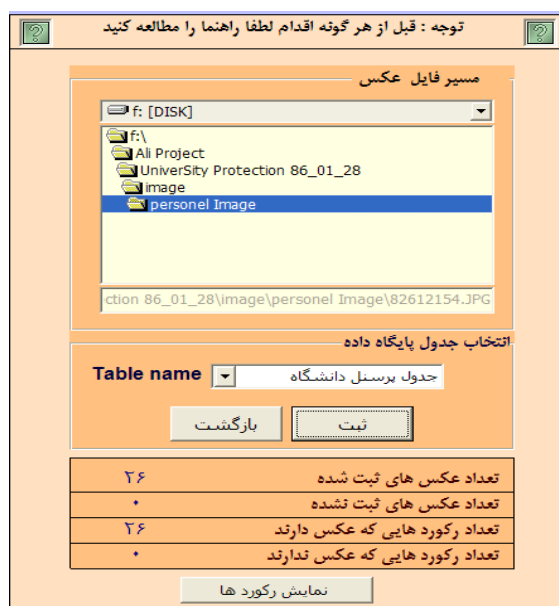 توجه : قبل از هر گونه اقدام لطفا راهنما را مطالعه کنید
مسیر فایل عکس
f: [DISK]
f:\
Ali Project
UniverSity Protection 86_01_28
image
personel Image
ction 86_01_28\image\personel Image\82612154.JPG
انتخاب جدول پایگاه داده
Table name
جدول پرسنل دانشگاه
ثبت
بازگشت
تعداد عکس های ثبت شده ۲۶
تعداد عکس های ثبت نشده ۰
تعداد رکورد هایی که عکس دارند ۲۶
تعداد رکورد هایی که عکس ندارند ۰
نمایش رکورد ها